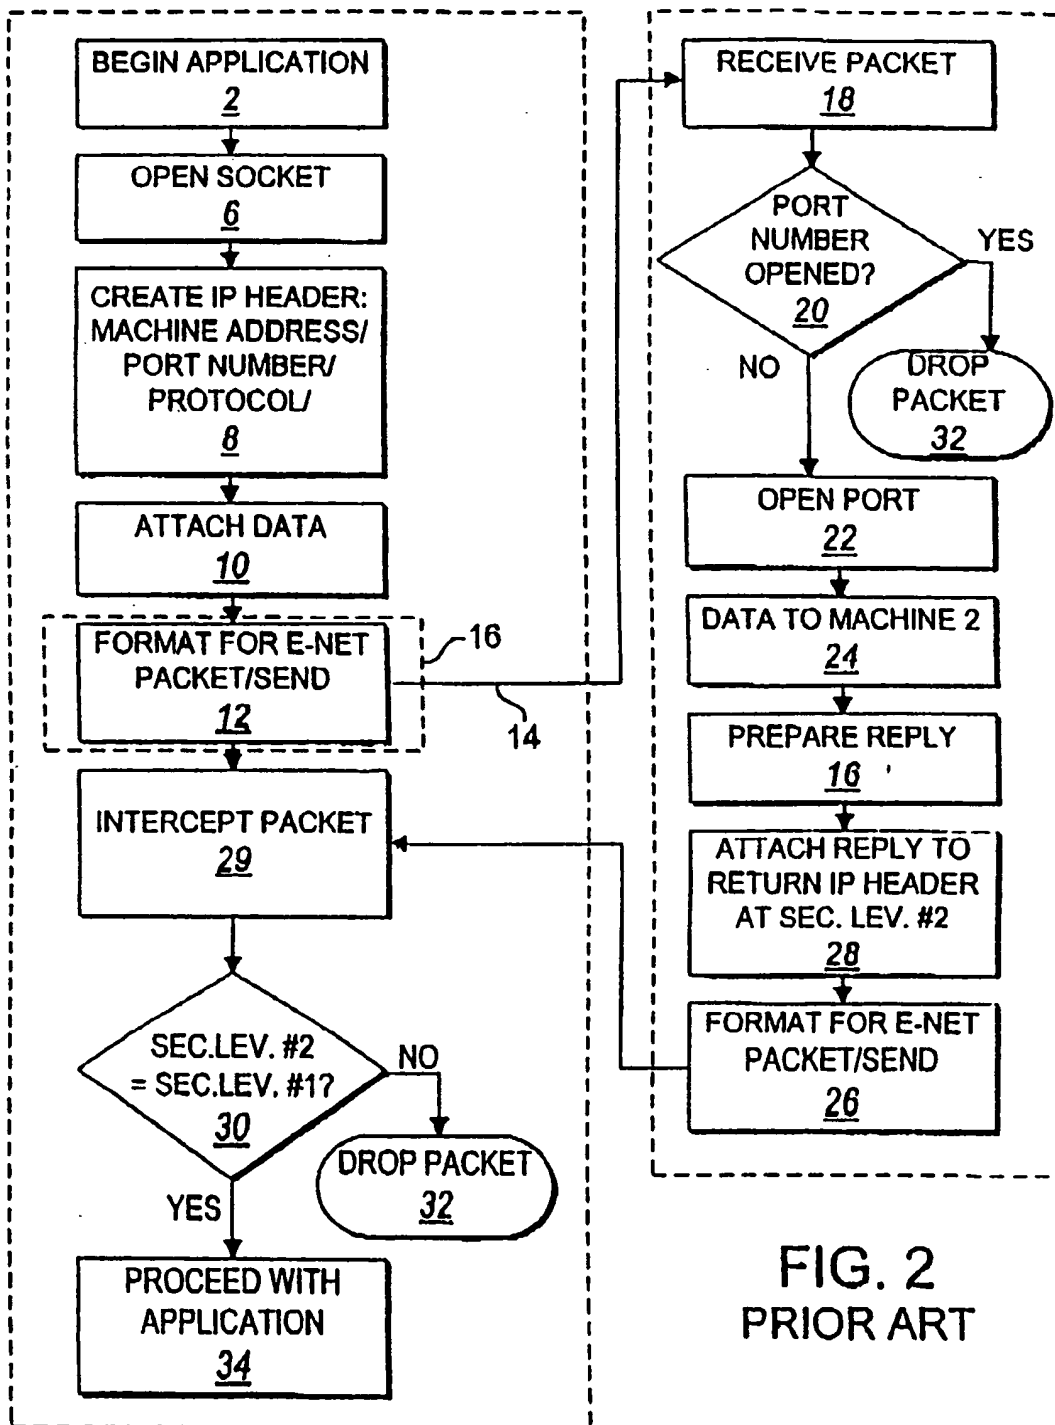 BEGIN APPLICATION
2
OPEN SOCKET
6
CREATE IP HEADER:
MACHINE ADDRESS/
PORT NUMBER/
PROTOCOL/
8
ATTACH DATA
10
FORMAT FOR E-NET
PACKET/SEND
12
16
14
INTERCEPT PACKET
29
SEC.LEV. #2
= SEC.LEV. #1?
30
NO
DROP PACKET
32
YES
PROCEED WITH
APPLICATION
34
RECEIVE PACKET
18
PORT
NUMBER
OPENED?
20
YES
DROP
PACKET
32
NO
OPEN PORT
22
DATA TO MACHINE 2
24
PREPARE REPLY
16
ATTACH REPLY TO
RETURN IP HEADER
AT SEC. LEV. #2
28
FORMAT FOR E-NET
PACKET/SEND
26
FIG. 2
PRIOR ART